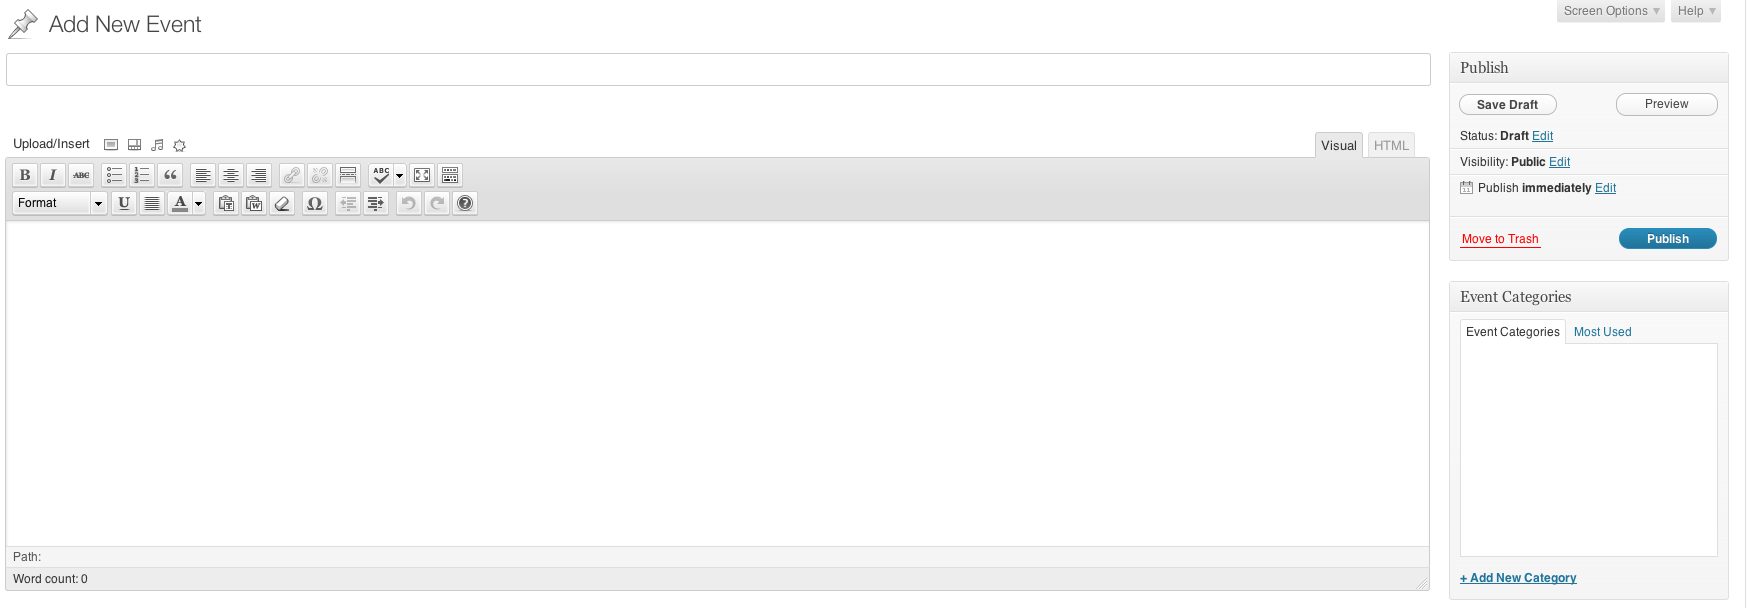 Add New Event
Screen Options
Help
Upload/Insert
Visual
HTML
B I ABC
ABC
Format
U
A
Ω
Path:
Word count: 0
Publish
Save Draft
Preview
Status: Draft Edit
Visibility: Public Edit
Publish immediately Edit
Move to Trash
Publish
Event Categories
Event Categories
Most Used
+ Add New Category